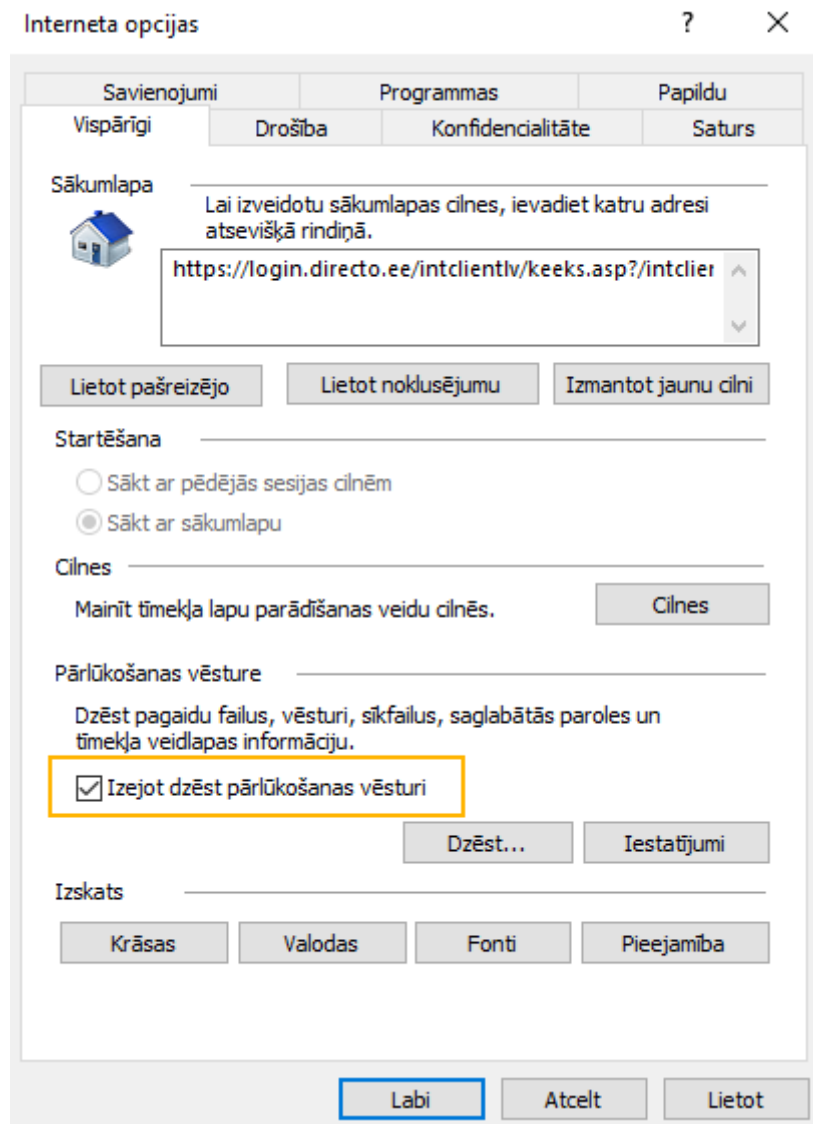 Interneta opcijas
Savienojumi Programmas Papildu
Vispārīgi Drošība Konfidencialitāte Saturs
Sākumlapa
Lai izveidotu sākumlapas cilnes, ievadiet katru adresi
atsevišķā rindiņā.
https://login.directo.ee/intclientlv/keeks.asp?/intclier
Lietot pašreizējo Lietot noklusējumu Izmantot jaunu cilni
Startēšana
Sākt ar pēdējās sesijas cilnēm
Sākt ar sākumlapu
Cilnes
Mainīt tīmekļa lapu parādīšanas veidu cilnēs. Cilnes
Pārlūkošanas vēsture
Dzēst pagaidu failus, vēsturi, sīkfailus, saglabātās paroles un
tīmekļa veidlapas informāciju.
Izejot dzēst pārlūkošanas vēsturi
Dzēst... Iestatījumi
Izskats
Krāsas Valodas Fonti Pieejamība
Labi Atcelt Lietot